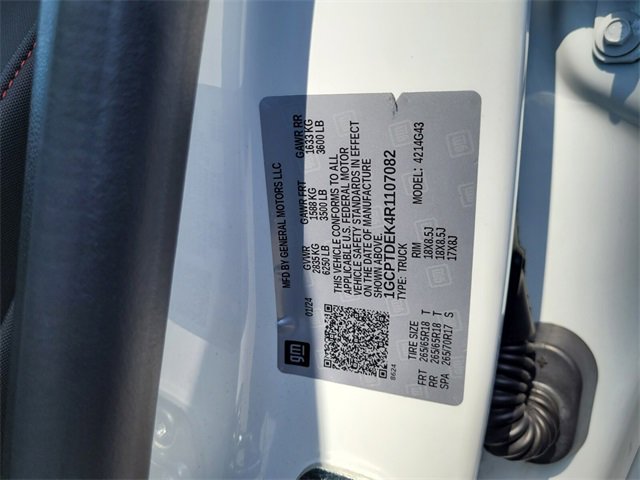 gm
MFD BY GENERAL MOTORS LLC
01/24
GVWR GAWR FRT GAWR RR
2835 KG 1588 KG 1633 KG
6250 LB 3500 LB 3600 LB
THIS VEHICLE CONFORMS TO ALL
APPLICABLE U.S. FEDERAL MOTOR
VEHICLE SAFETY STANDARDS IN EFFECT
ON THE DATE OF MANUFACTURE
SHOWN ABOVE.
1GCPTDEK4R1107082
TYPE: TRUCK MODEL: 4214G43
8624
TIRE SIZE RIM
FRT 265/65R18 T 18X8.5J
RR 265/65R18 T 18X8.5J
SPA 265/70R17 S 17X8J